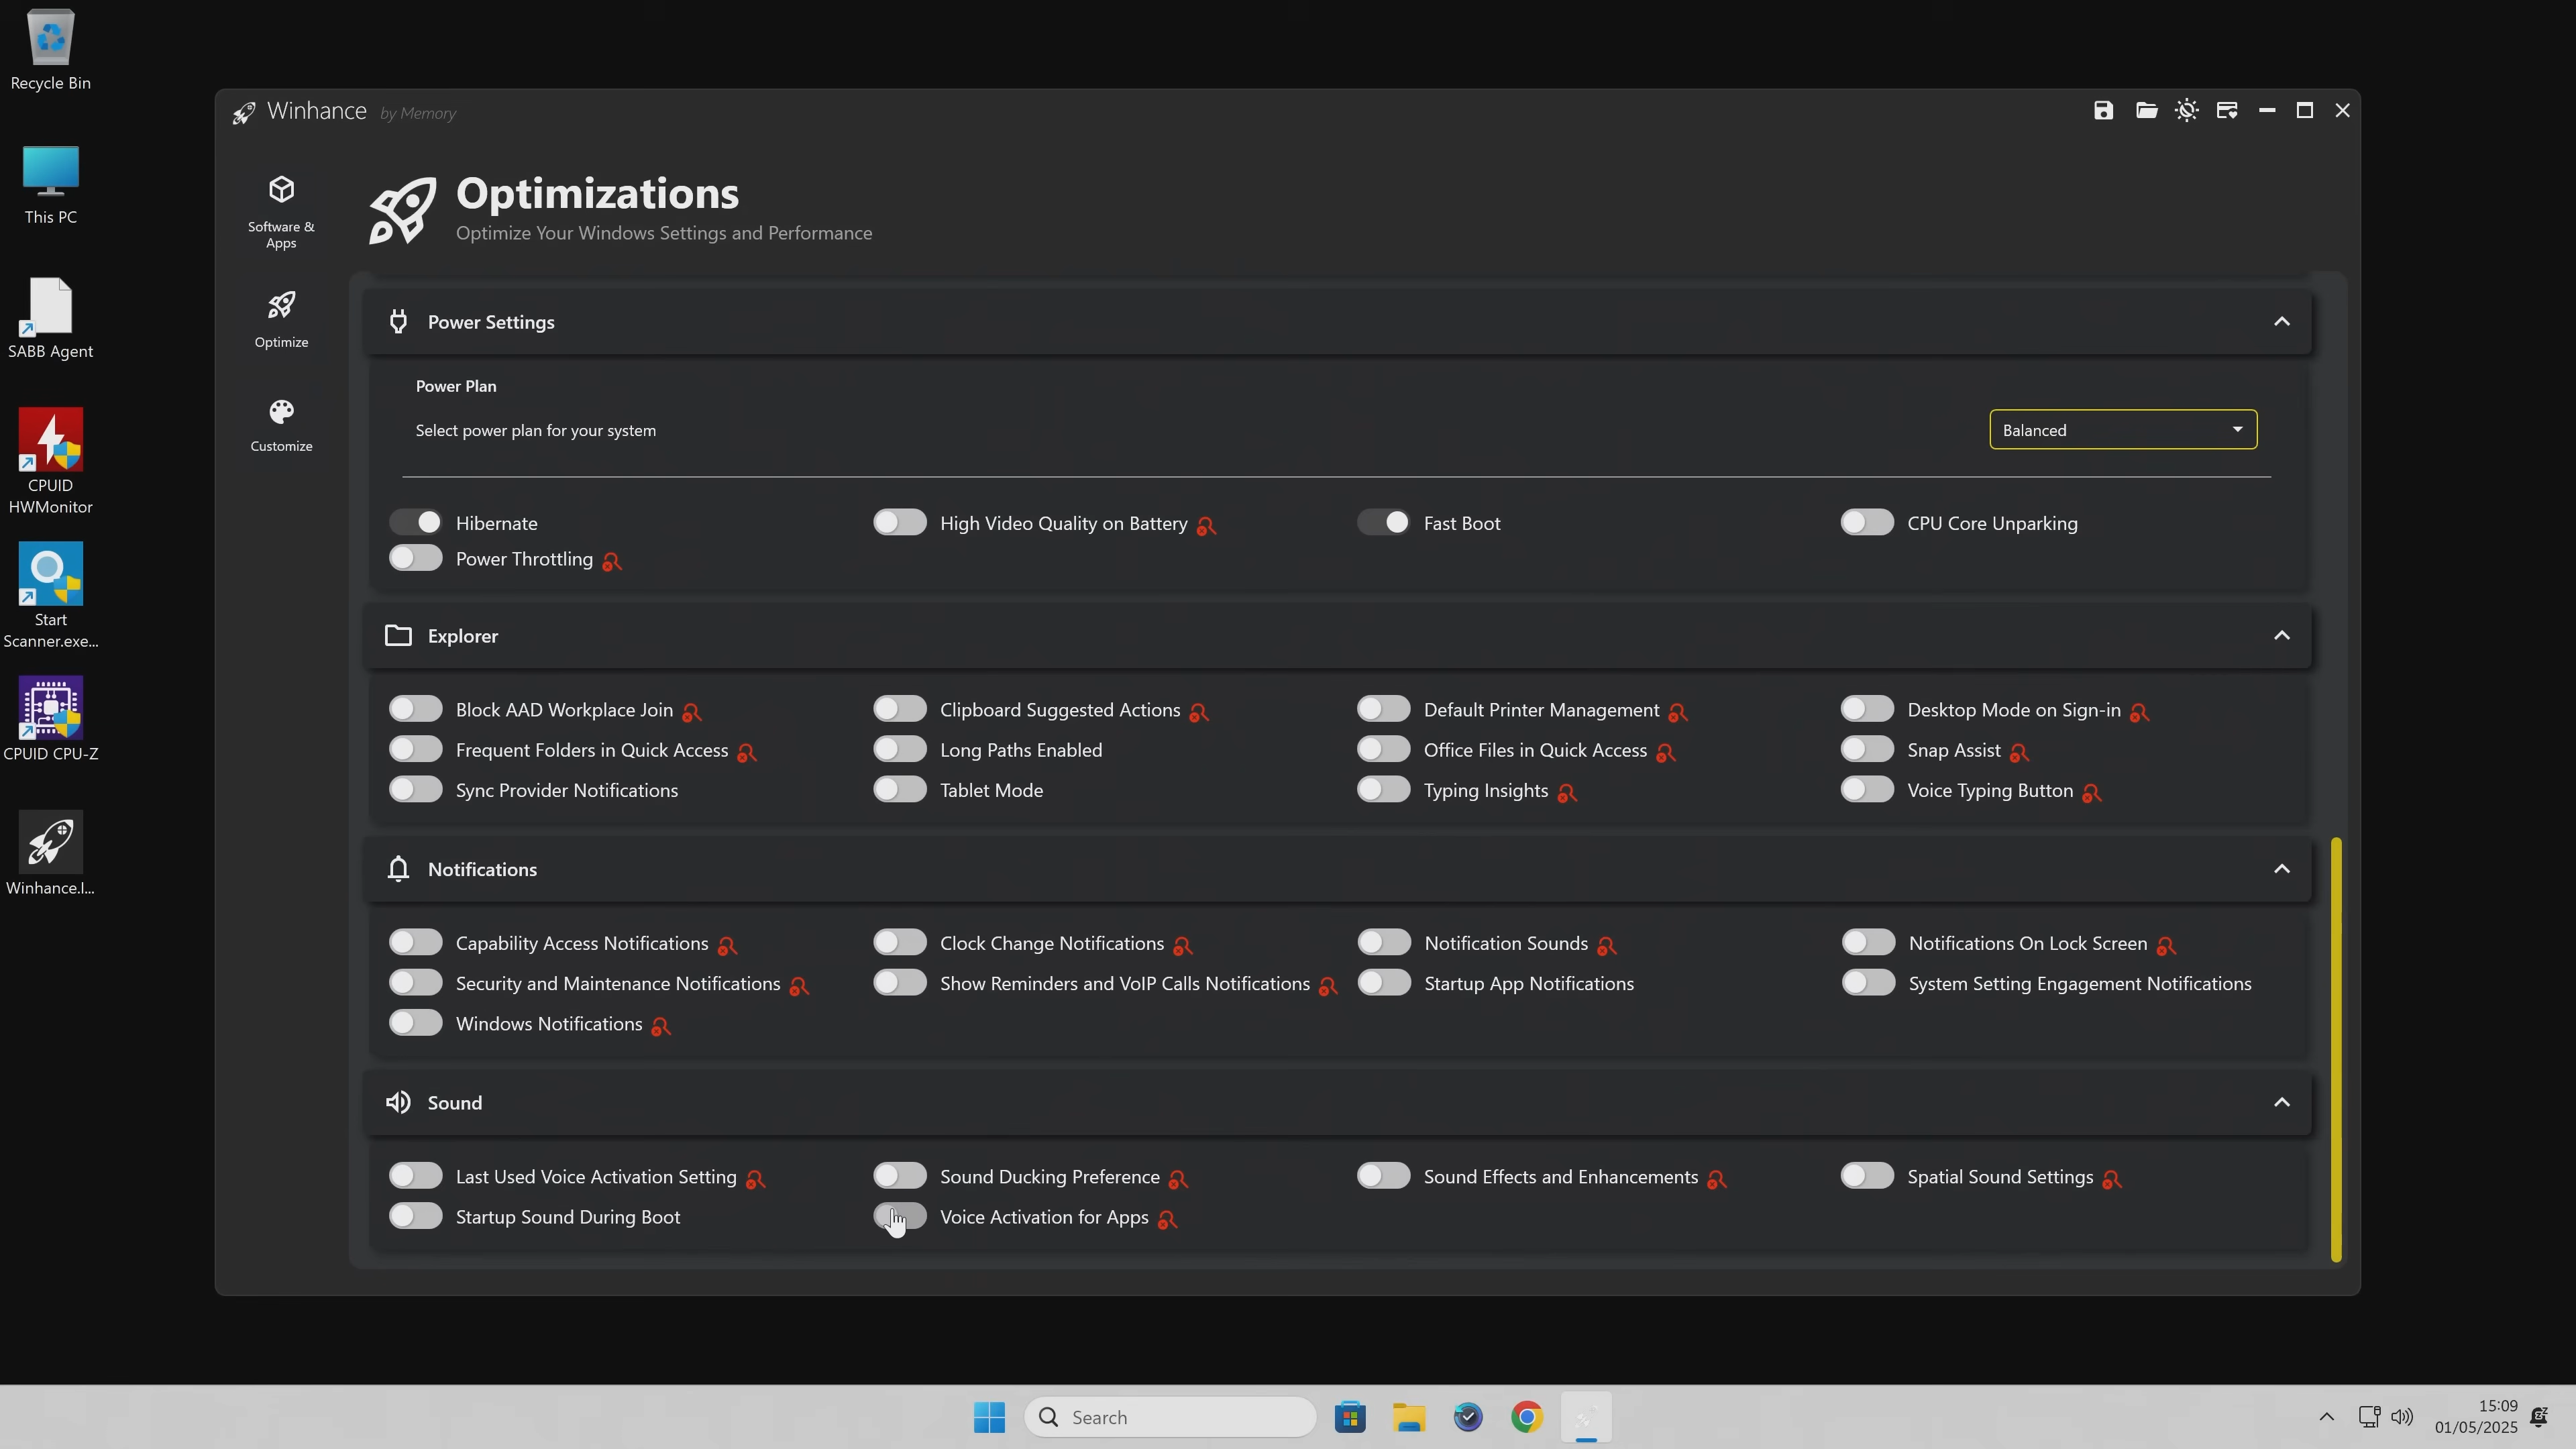 Recycle Bin
This PC
SABB Agent
CPUID
HWMonitor
Start
Scanner.exe...
CPUID CPU-Z
Winhance.l...
Winhance by Memory
Software &
Apps
Optimize
Customize
Optimizations
Optimize Your Windows Settings and Performance
Power Settings
Power Plan
Select power plan for your system
Balanced
Hibernate
High Video Quality on Battery
Fast Boot
CPU Core Unparking
Power Throttling
Explorer
Block AAD Workplace Join
Clipboard Suggested Actions
Default Printer Management
Desktop Mode on Sign-in
Frequent Folders in Quick Access
Long Paths Enabled
Office Files in Quick Access
Snap Assist
Sync Provider Notifications
Tablet Mode
Typing Insights
Voice Typing Button
Notifications
Capability Access Notifications
Clock Change Notifications
Notification Sounds
Notifications On Lock Screen
Security and Maintenance Notifications
Show Reminders and VoIP Calls Notifications
Startup App Notifications
System Setting Engagement Notifications
Windows Notifications
Sound
Last Used Voice Activation Setting
Sound Ducking Preference
Sound Effects and Enhancements
Spatial Sound Settings
Startup Sound During Boot
Voice Activation for Apps
Search
15:09
01/05/2025